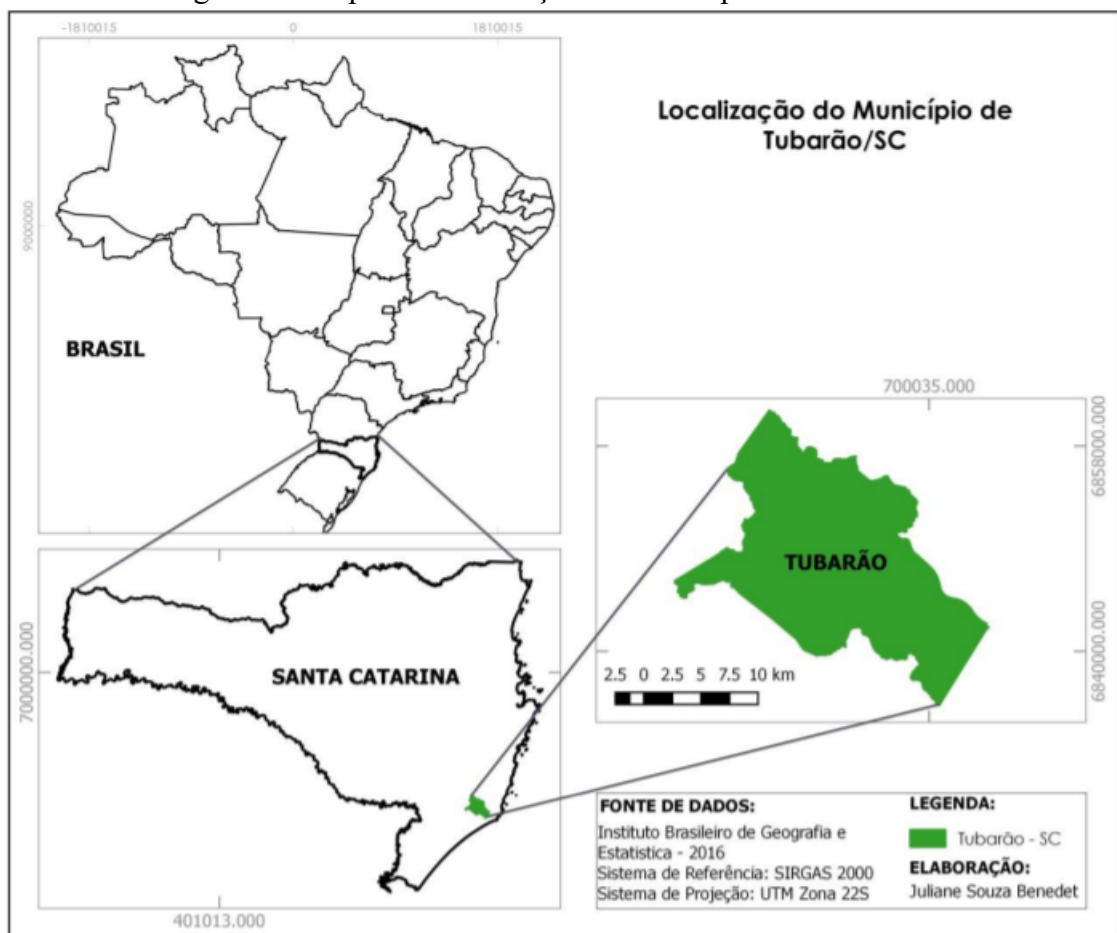 -1810015
0
1810015
9000000
BRASIL
Localização do Município de
Tubarão/SC
700035.000
6858000.000
6840000.000
TUBARÃO
2.5 0 2.5 5 7.5 10 km
7000000.000
SANTA CATARINA
401013.000
FONTE DE DADOS:
Instituto Brasileiro de Geografia e
Estatistica - 2016
Sistema de Referência: SIRGAS 2000
Sistema de Projeção: UTM Zona 22S
LEGENDA:
Tubarão - SC
ELABORAÇÃO:
Juliane Souza Benedet